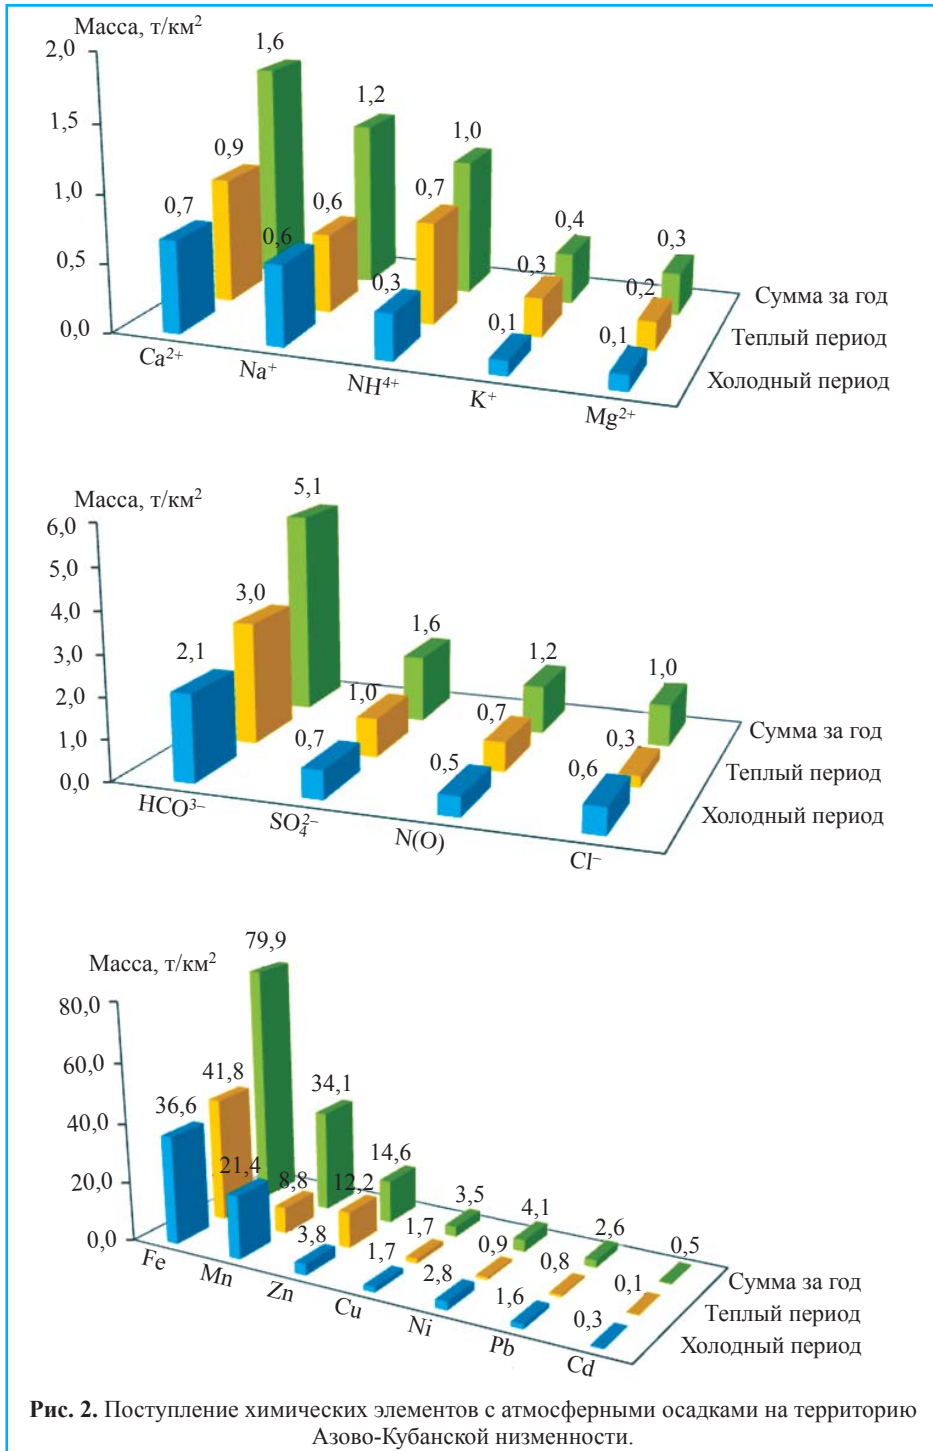 Масса, т/км²
2,0
1,5
1,0
0,5
0,0
0,7 0,9 1,6
0,6 0,6 1,2
0,3 0,7 1,0
0,1 0,3 0,4
0,1 0,2 0,3
Ca²⁺
Na⁺
NH⁴⁺
K⁺
Mg²⁺
Сумма за год
Теплый период
Холодный период
Масса, т/км²
6,0
5,0
4,0
3,0
2,0
1,0
0,0
2,1 3,0 5,1
0,7 1,0 1,6
0,5 0,7 1,2
0,6 0,3 1,0
HCO³⁻
SO₄²⁻
N(O)
Cl⁻
Сумма за год
Теплый период
Холодный период
Масса, т/км²
80,0
60,0
40,0
20,0
0,0
36,6 41,8 79,9
21,4 8,8 34,1
3,8 12,2 14,6
1,7 1,7 3,5
2,8 0,9 4,1
1,6 0,8 2,6
0,3 0,1 0,5
Fe
Mn
Zn
Cu
Ni
Pb
Cd
Сумма за год
Теплый период
Холодный период
Рис. 2. Поступление химических элементов с атмосферными осадками на территорию
Азово-Кубанской низменности.